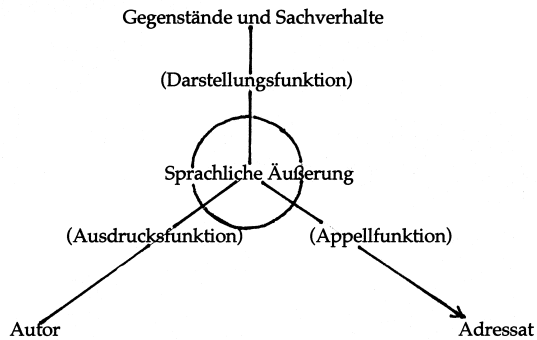 Gegenstände und Sachverhalte
(Darstellungsfunktion)
Sprachliche Äußerung
(Ausdrucksfunktion) (Appellfunktion)
Autor Adressat